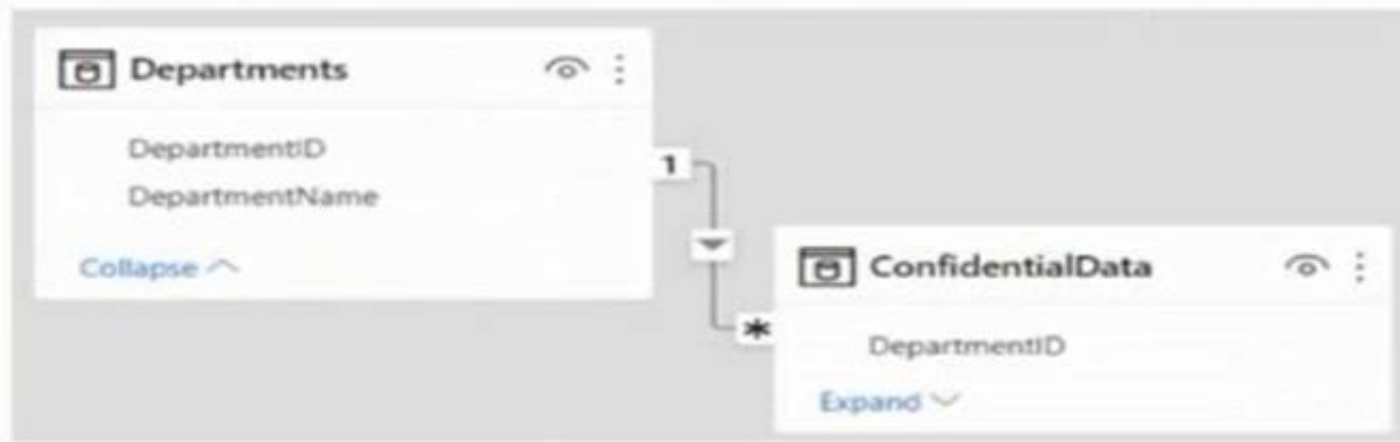 Departments
DepartmentID
DepartmentName
Collapse
1
*
ConfidentialData
DepartmentID
Expand